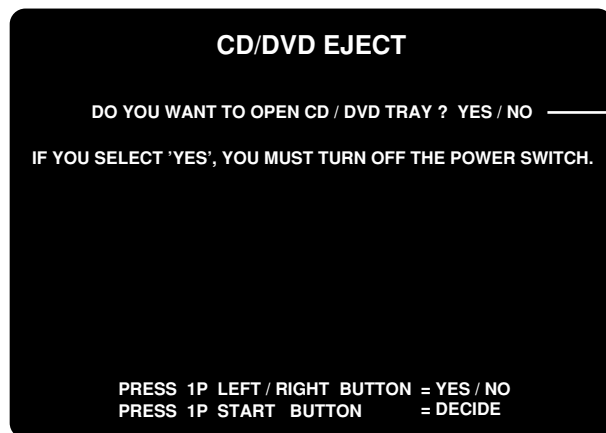 CD/DVD EJECT
DO YOU WANT TO OPEN CD / DVD TRAY ? YES / NO
IF YOU SELECT ’YES’, YOU MUST TURN OFF THE POWER SWITCH.
PRESS 1P LEFT / RIGHT BUTTON = YES / NO
PRESS 1P START BUTTON = DECIDE